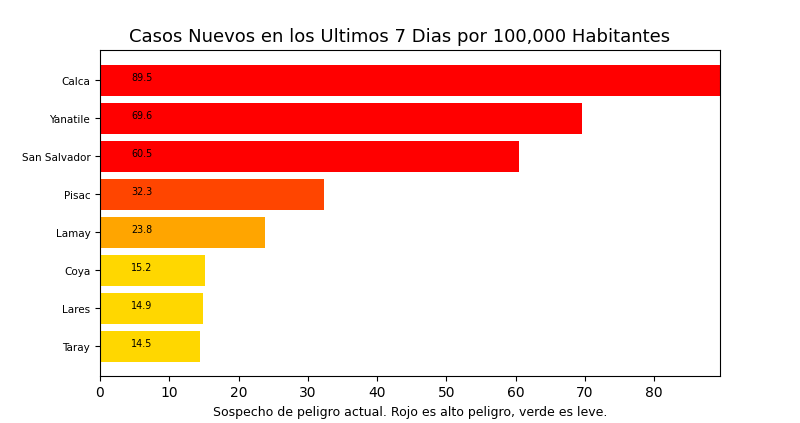 Casos Nuevos en los Ultimos 7 Dias por 100,000 Habitantes
Calca 89.5
Yanatile 69.6
San Salvador 60.5
Pisac 32.3
Lamay 23.8
Coya 15.2
Lares 14.9
Taray 14.5
0 10 20 30 40 50 60 70 80
Sospecho de peligro actual. Rojo es alto peligro, verde es leve.